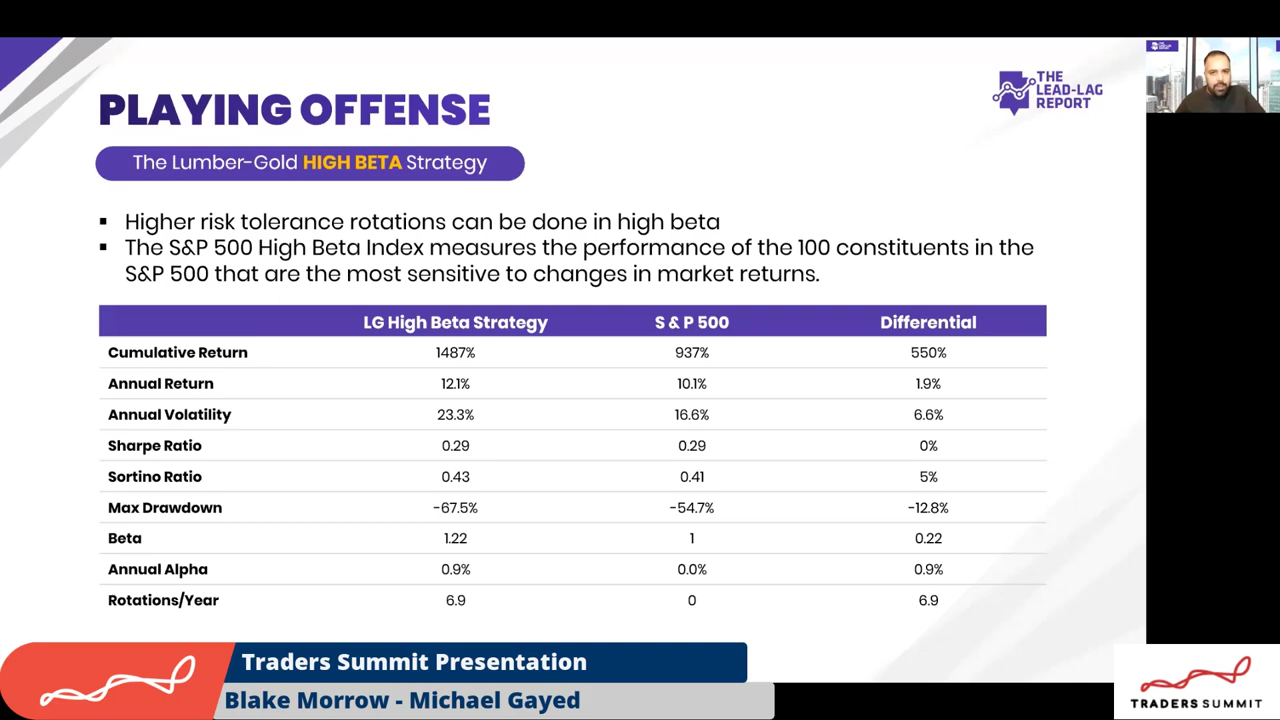 PLAYING OFFENSE
THE
LEAD-LAG
REPORT
The Lumber-Gold HIGH BETA Strategy
▪ Higher risk tolerance rotations can be done in high beta
▪ The S&P 500 High Beta Index measures the performance of the 100 constituents in the
S&P 500 that are the most sensitive to changes in market returns.
LG High Beta Strategy S & P 500 Differential
Cumulative Return 1487% 937% 550%
Annual Return 12.1% 10.1% 1.9%
Annual Volatility 23.3% 16.6% 6.6%
Sharpe Ratio 0.29 0.29 0%
Sortino Ratio 0.43 0.41 5%
Max Drawdown -67.5% -54.7% -12.8%
Beta 1.22 1 0.22
Annual Alpha 0.9% 0.0% 0.9%
Rotations/Year 6.9 0 6.9
Traders Summit Presentation
Blake Morrow - Michael Gayed
TRADERS SUMMIT